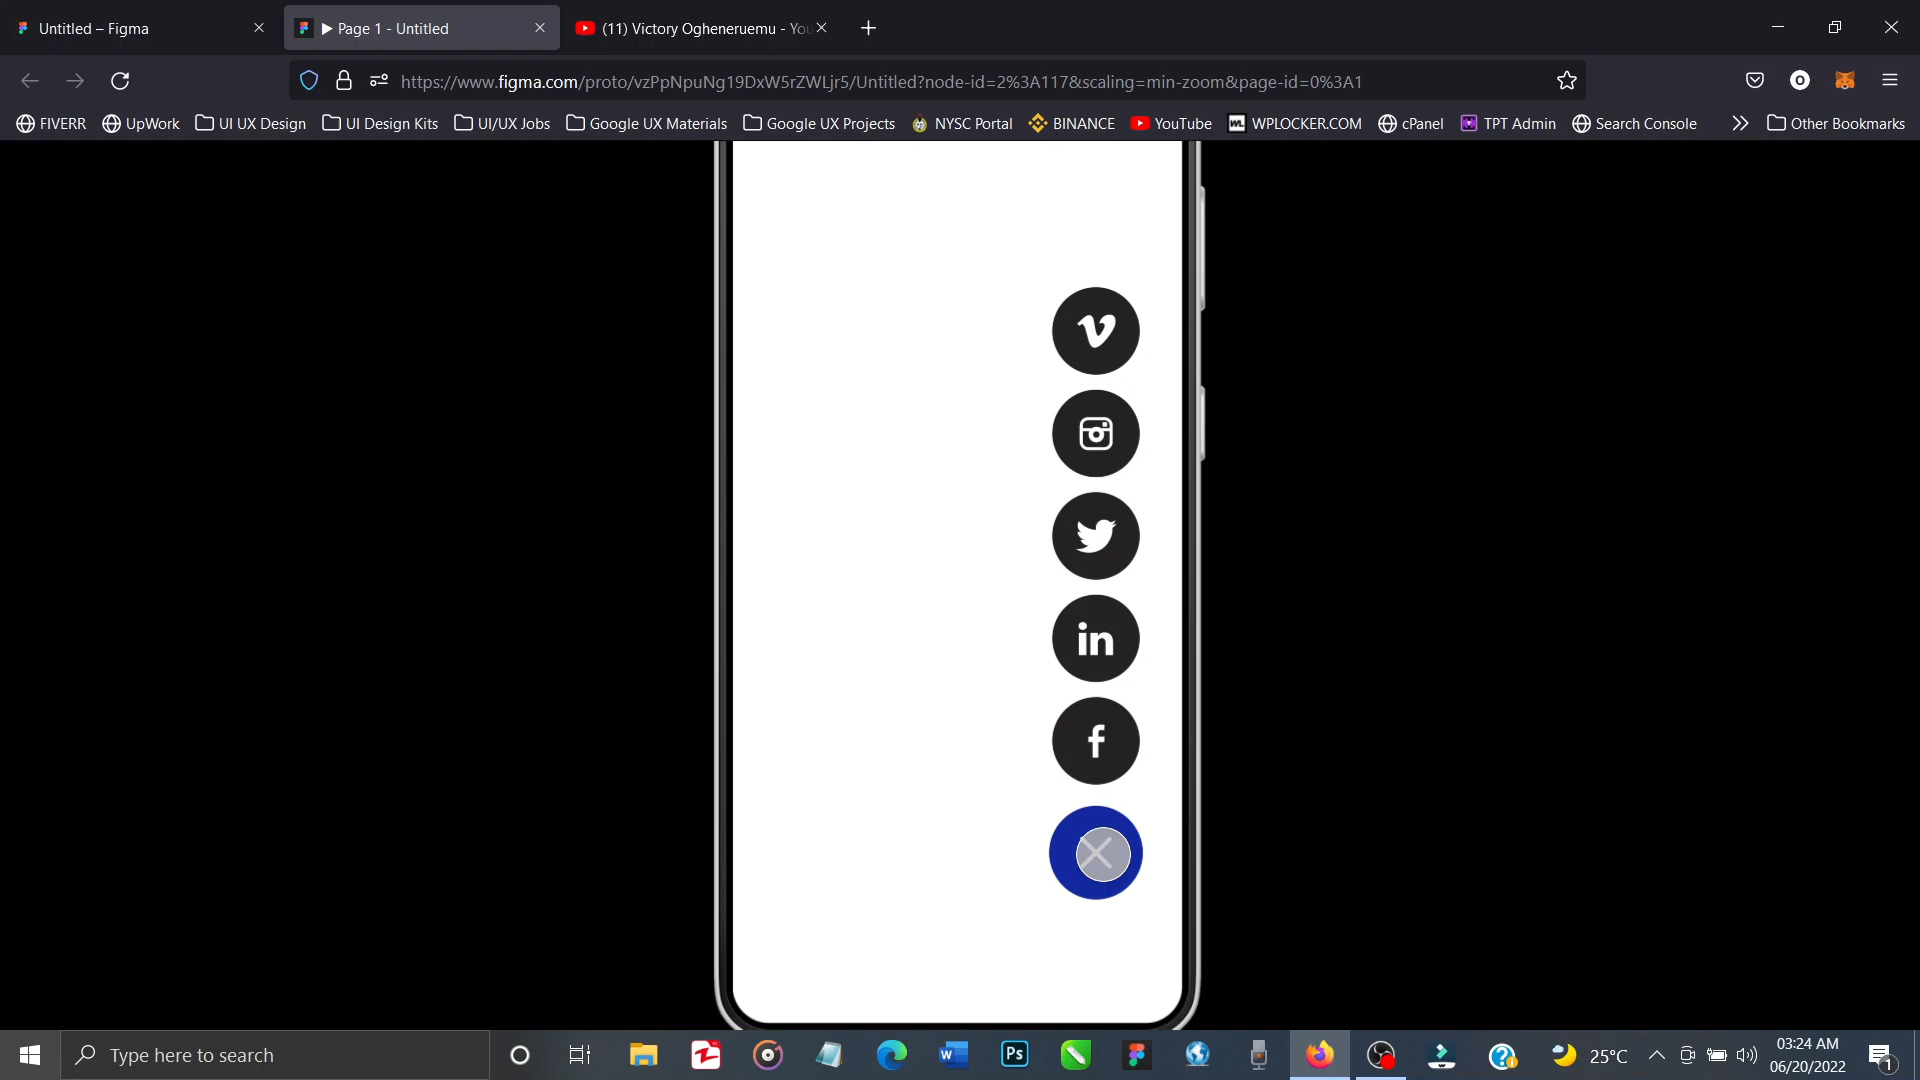 Untitled – Figma
▶ Page 1 - Untitled
(11) Victory Ogheneruemu - You
https://www.figma.com/proto/vzPpNpuNg19DxW5rZWLjr5/Untitled?node-id=2%3A117&scaling=min-zoom&page-id=0%3A1
O
FIVERR
UpWork
UI UX Design
UI Design Kits
UI/UX Jobs
Google UX Materials
Google UX Projects
NYSC Portal
BINANCE
YouTube
WPLOCKER.COM
cPanel
TPT Admin
Search Console
Other Bookmarks
in
f
Type here to search
W
Ps
25°C
03:24 AM
06/20/2022
1